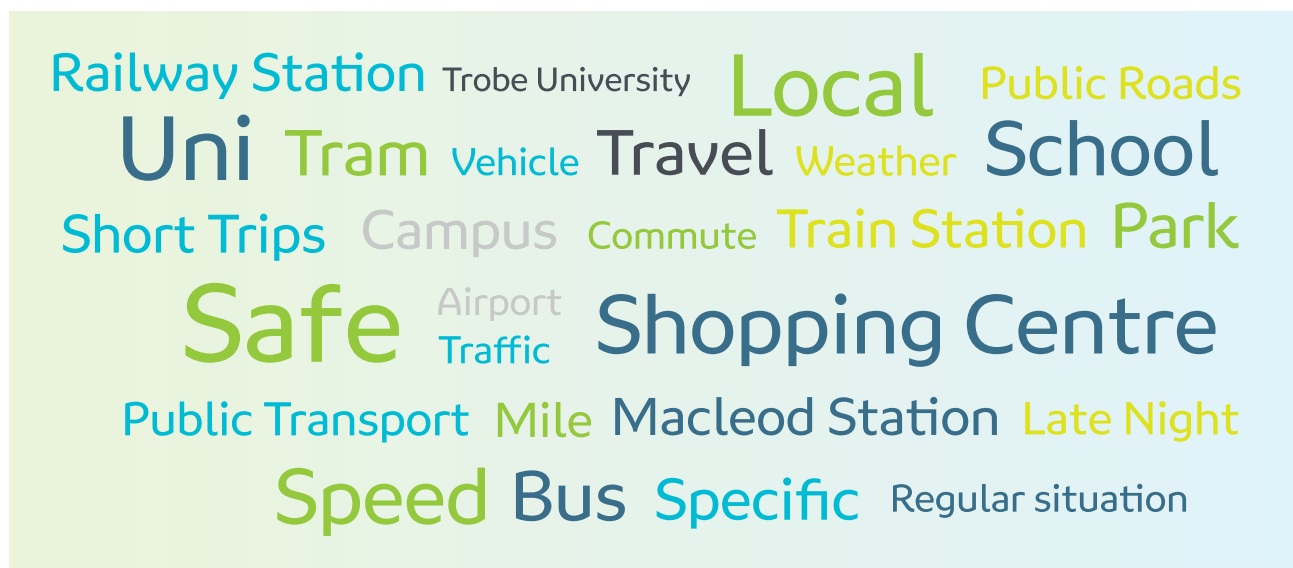 Railway Station Trobe University Local Public Roads
Uni Tram Vehicle Travel Weather School
Short Trips Campus Commute Train Station Park
Safe Airport Shopping Centre
Traffic
Public Transport Mile Macleod Station Late Night
Speed Bus Specific Regular situation